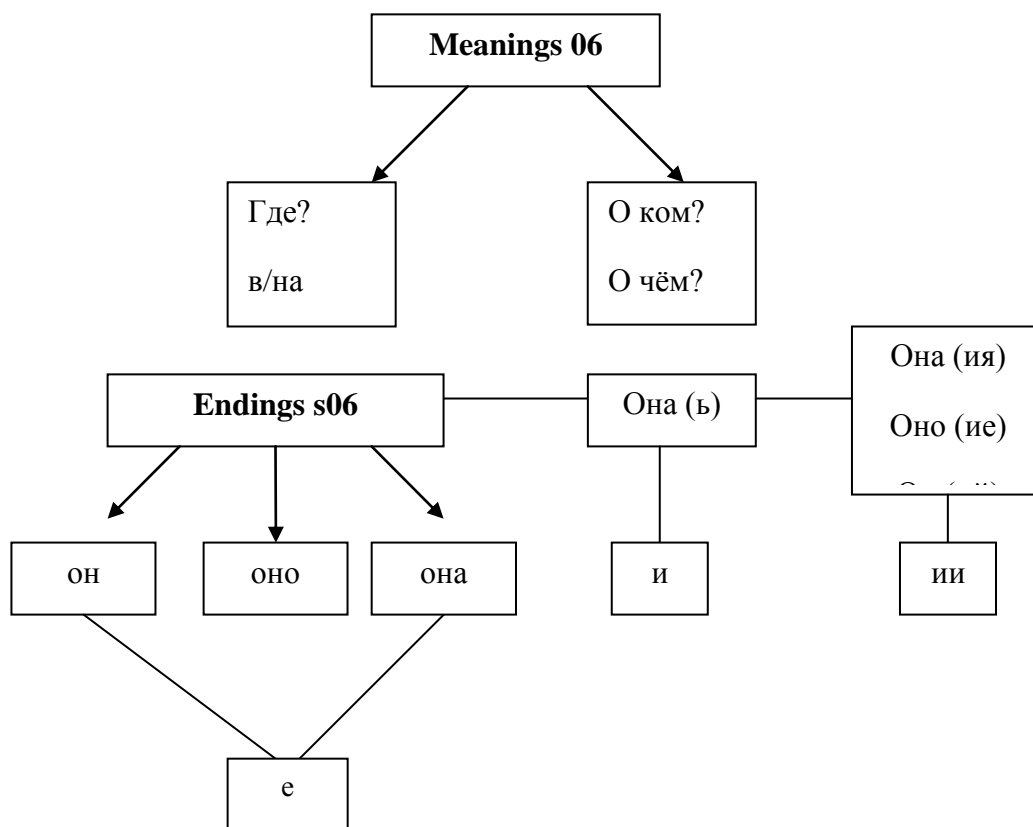 Meanings 06
Где?
в/на
О ком?
О чём?
Endings s06
Она (ь)
Она (ия)
Оно (ие)
он
оно
она
и
ии
е